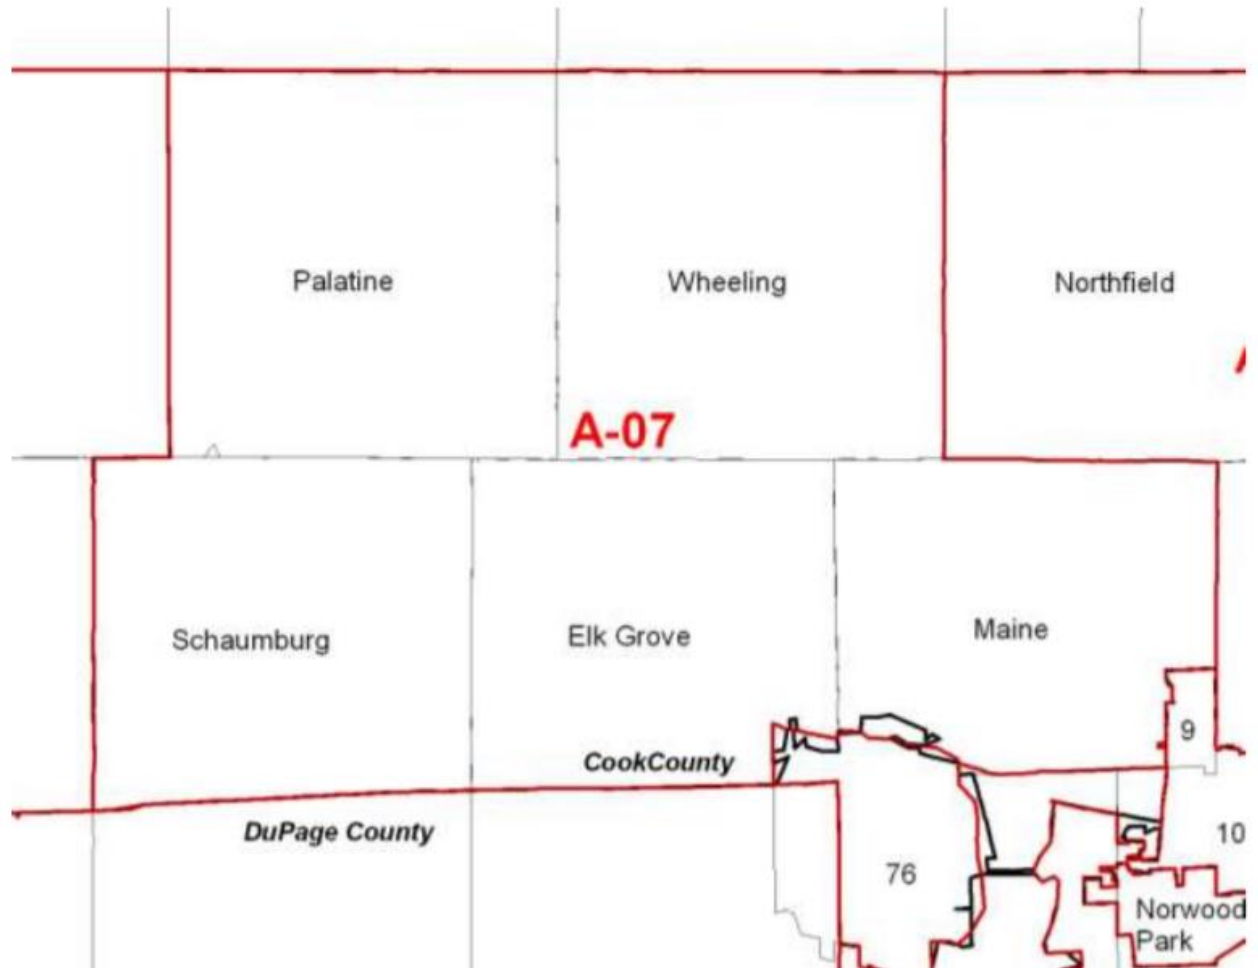 Palatine
Wheeling
Northfield
A-07
Schaumburg
Elk Grove
Maine
9
CookCounty
DuPage County
10
76
Norwood
Park